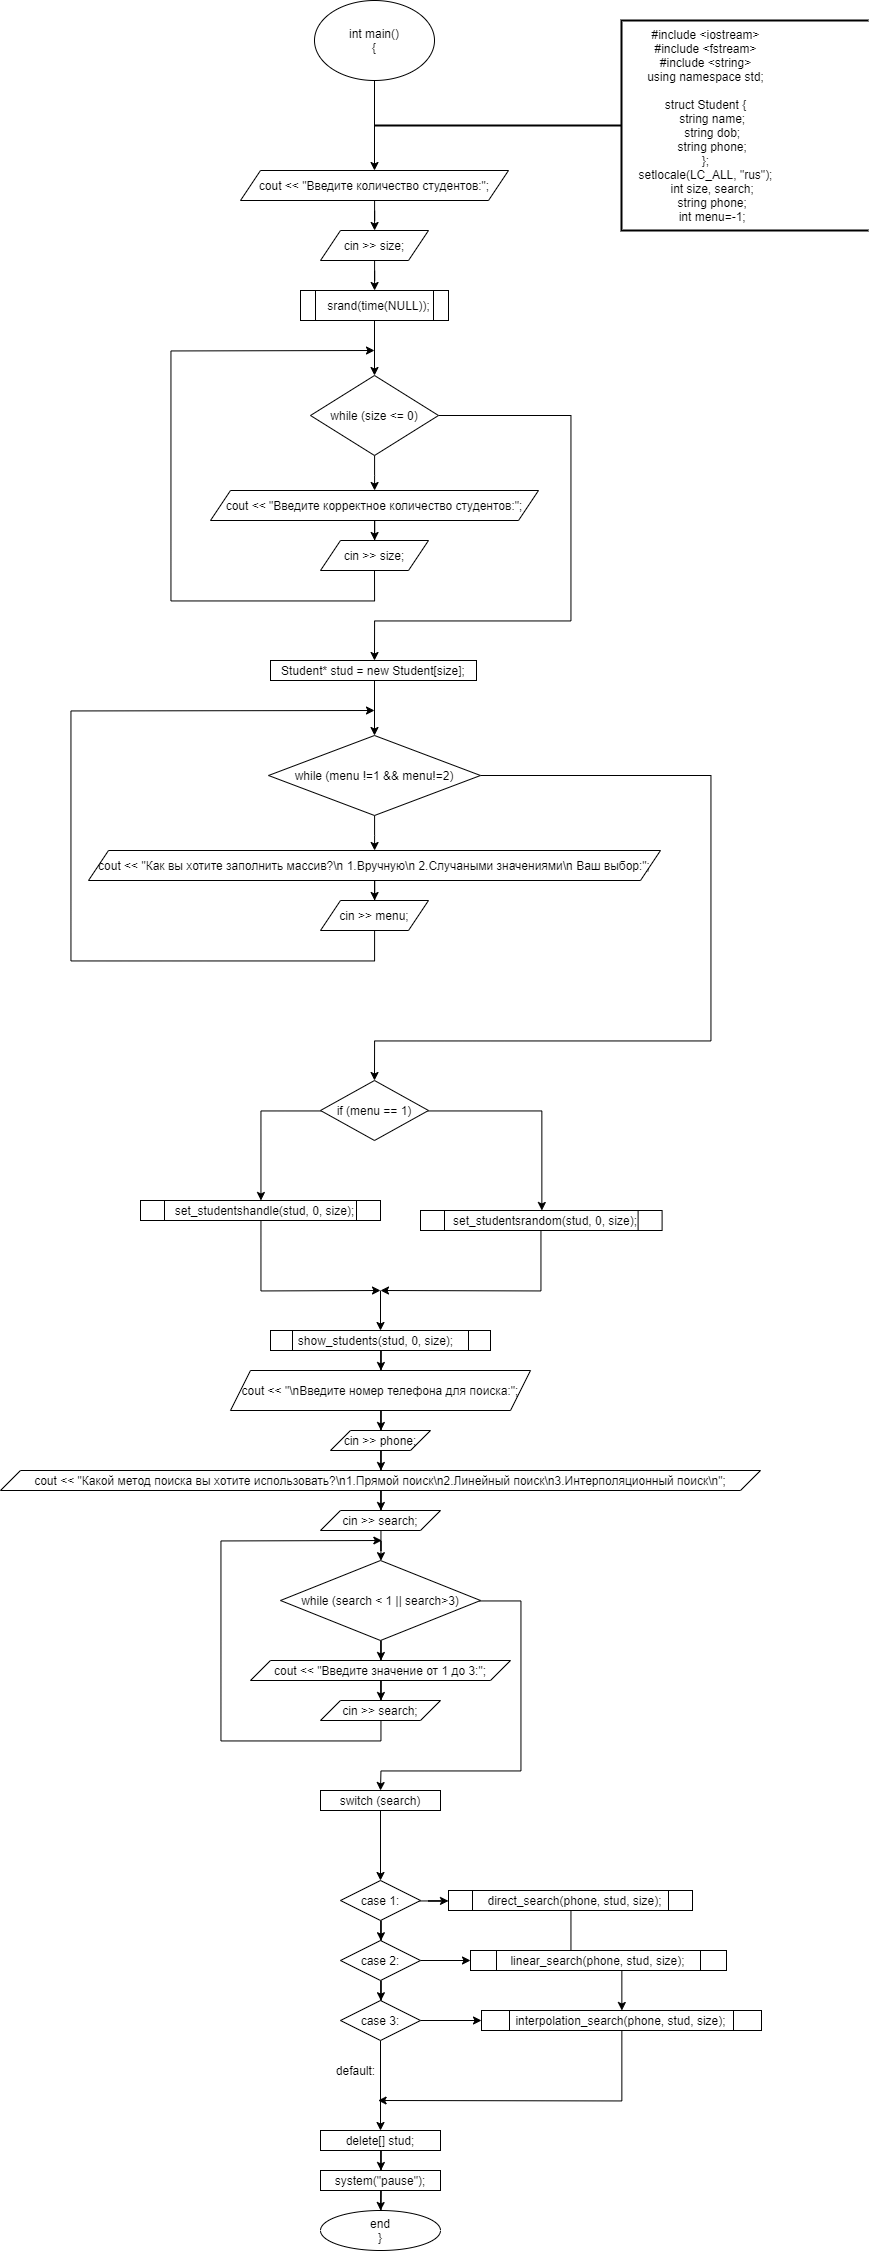 int main()
{
#include <iostream>
#include <fstream>
#include <string>
using namespace std;
struct Student {
string name;
string dob;
string phone;
};
setlocale(LC_ALL, "rus");
int size, search;
string phone;
int menu=-1;
cout << "Введите количество студентов:";
cin >> size;
srand(time(NULL));
while (size <= 0)
cout << "Введите корректное количество студентов:";
cin >> size;
Student* stud = new Student[size];
while (menu !=1 && menu!=2)
cout << "Как вы хотите заполнить массив?\n 1.Вручную\n 2.Случаными значениями\n Ваш выбор:";
cin >> menu;
if (menu == 1)
set_studentshandle(stud, 0, size);
set_studentsrandom(stud, 0, size);
show_students(stud, 0, size);
cout << "\nВведите номер телефона для поиска:";
cin >> phone;
cout << "Какой метод поиска вы хотите использовать?\n1.Прямой поиск\n2.Линейный поиск\n3.Интерполяционный поиск\n";
cin >> search;
while (search < 1 || search>3)
cout << "Введите значение от 1 до 3:";
cin >> search;
switch (search)
case 1:
direct_search(phone, stud, size);
case 2:
linear_search(phone, stud, size);
case 3:
interpolation_search(phone, stud, size);
default:
delete[] stud;
system("pause");
end
}